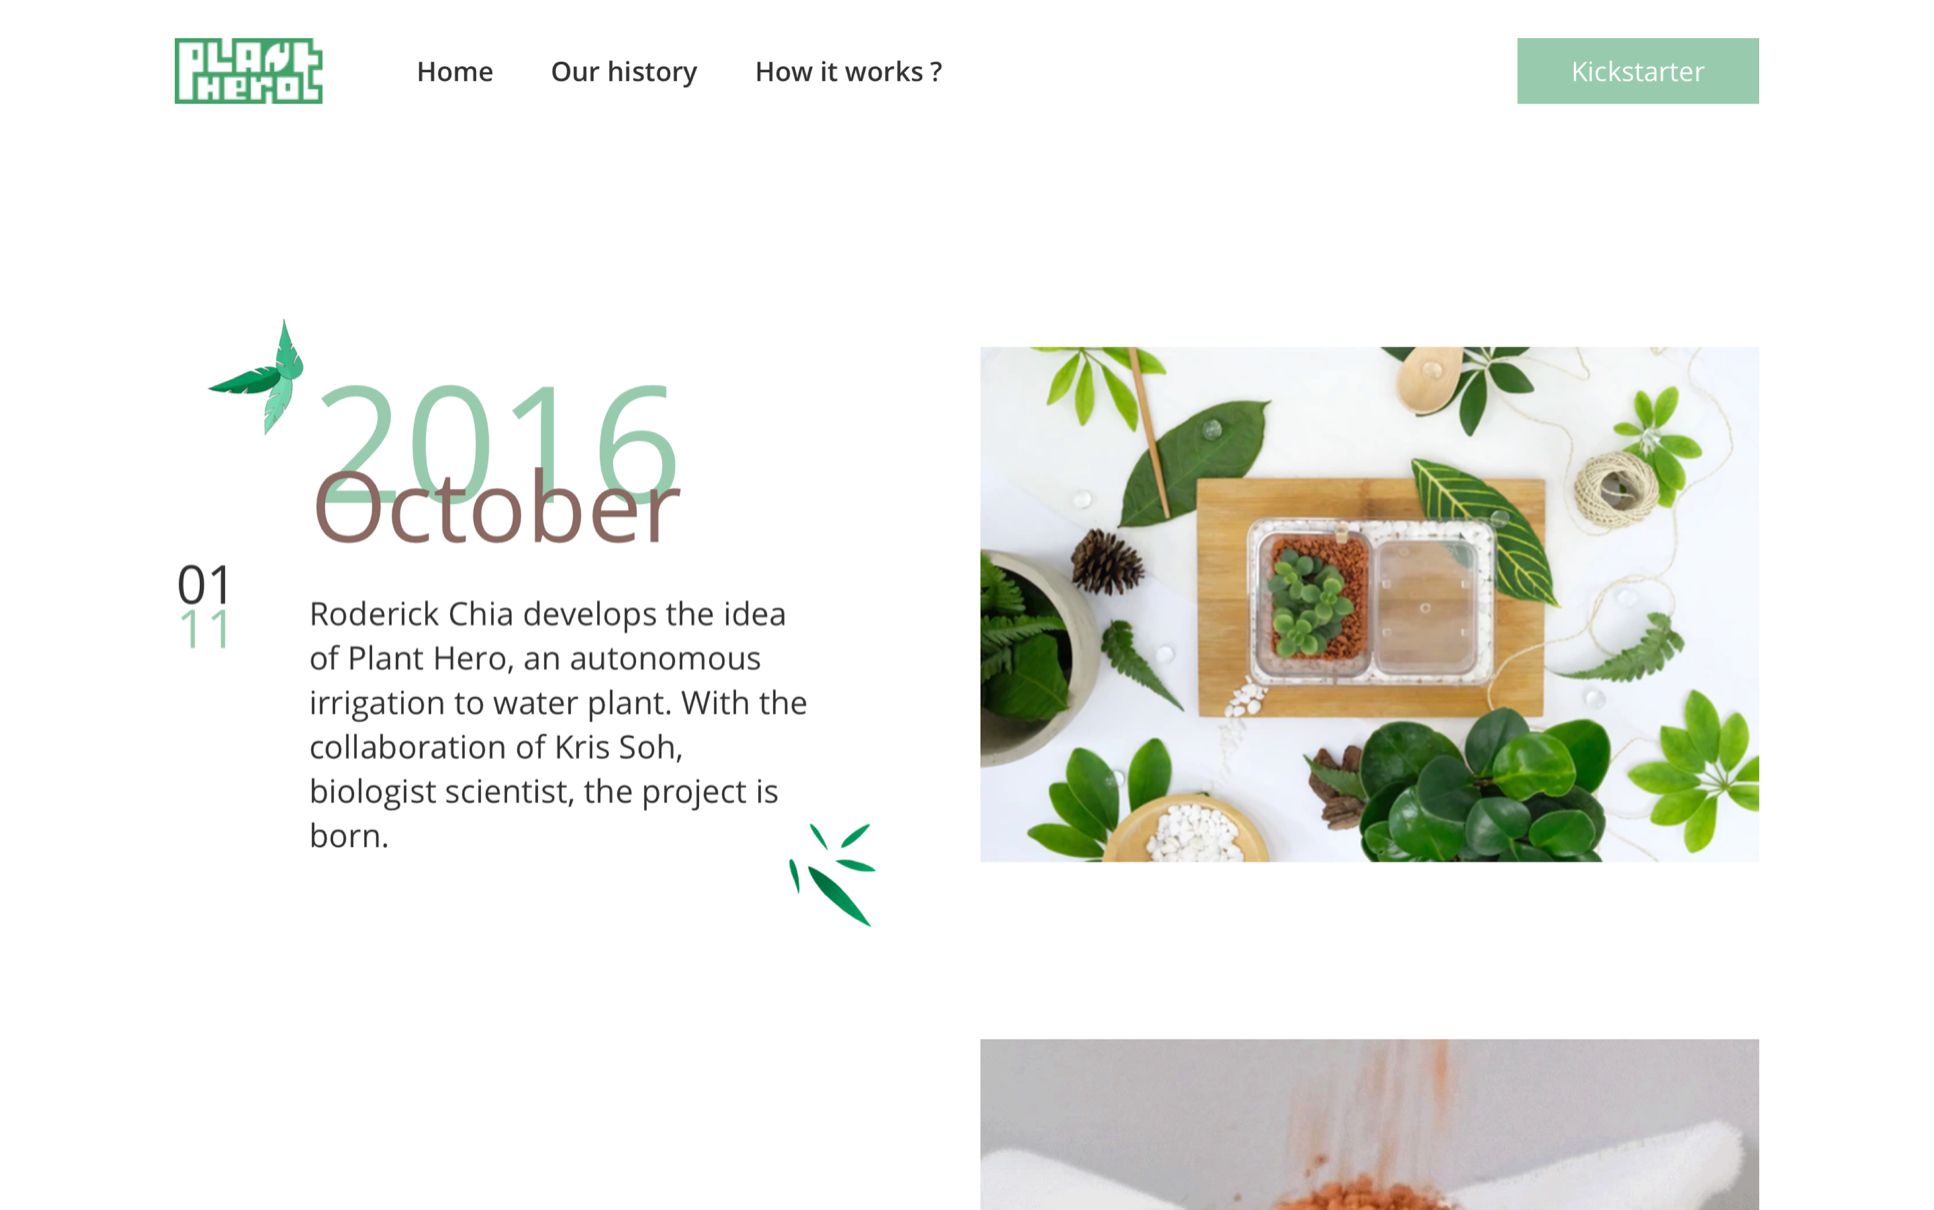 PLANT
HERO
Home
Our history
How it works ?
Kickstarter
2016
October
01
11
Roderick Chia develops the idea
of Plant Hero, an autonomous
irrigation to water plant. With the
collaboration of Kris Soh,
biologist scientist, the project is
born.